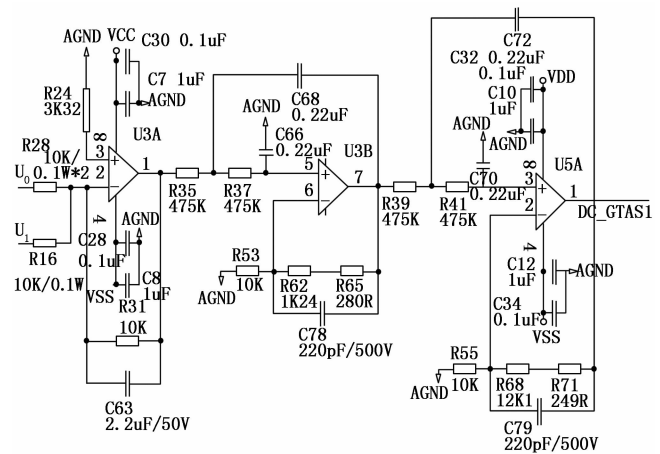 AGND
VCC
C30 0.1uF
C7 1uF
AGND
R24
3K32
U3A
8
3
2
1
4
R28
10K/
0.1W*2
U0
U1
R16
10K/0.1W
AGND
C28
0.1uF
C8
1uF
VSS
R31
10K
C63
2.2uF/50V
R35
475K
R37
475K
C68
0.22uF
AGND
C66
0.22uF
U3B
5
6
7
R53
10K
AGND
R62
1K24
R65
280R
C78
220pF/500V
R39
475K
R41
475K
C72
0.22uF
C32
0.1uF
VDD
C10
1uF
AGND
AGND
C70
0.22uF
U5A
8
3
2
1
4
DC_GTAS1
C12
1uF
AGND
C34
0.1uF
VSS
R55
10K
AGND
R68
12K1
R71
249R
C79
220pF/500V